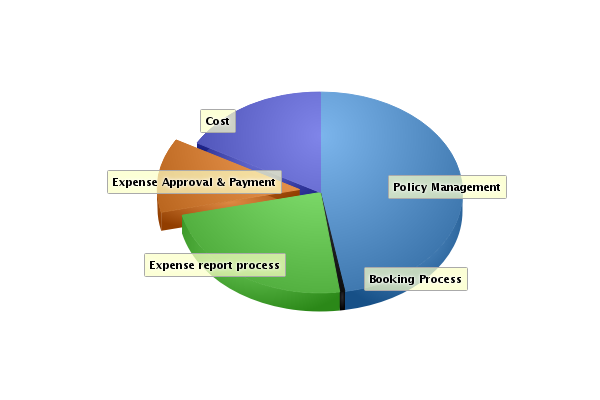 Cost
Expense Approval & Payment
Policy Management
Expense report process
Booking Process